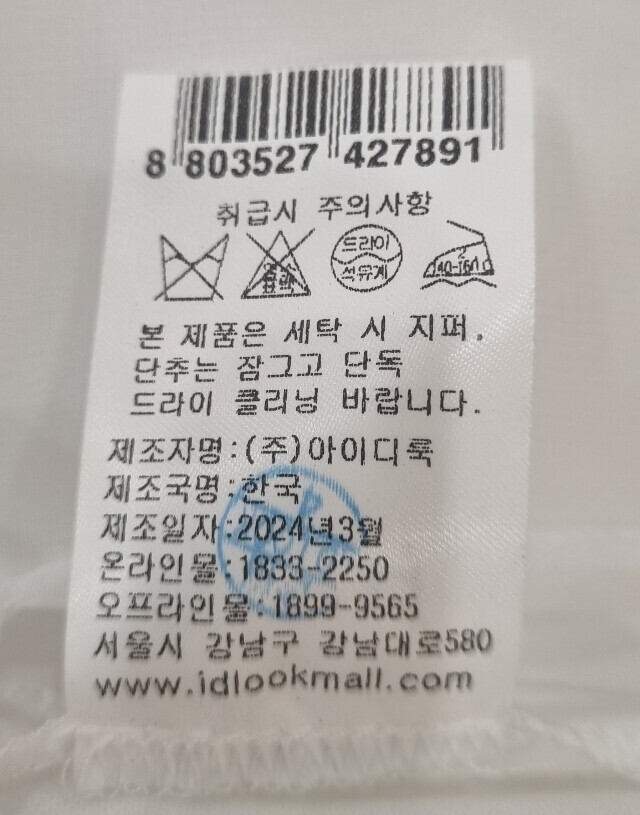 8 803527 427891
취급시 주의사항
드라이
석유계
2
140-160℃
본 제품은 세탁 시 지퍼.
단추는 잠그고 단독
드라이 클리닝 바랍니다.
제조자명:(주)아이디룩
제조국명:한국
제조일자:2024년3월
온라인몰:1833-2250
오프라인몰:1899-9565
서울시 강남구 강남대로580
www.idlookmall.com